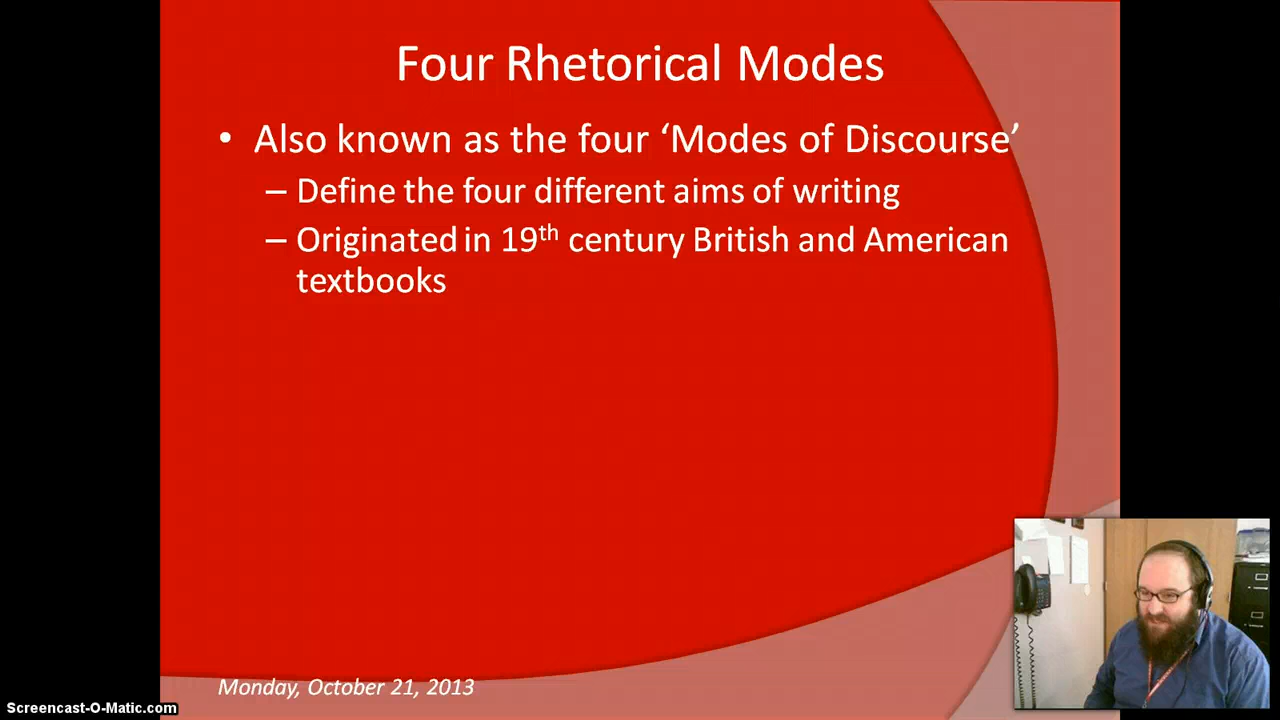 Four Rhetorical Modes
• Also known as the four ‘Modes of Discourse’
– Define the four different aims of writing
– Originated in 19th century British and American
textbooks
Monday, October 21, 2013
Screencast-O-Matic.com